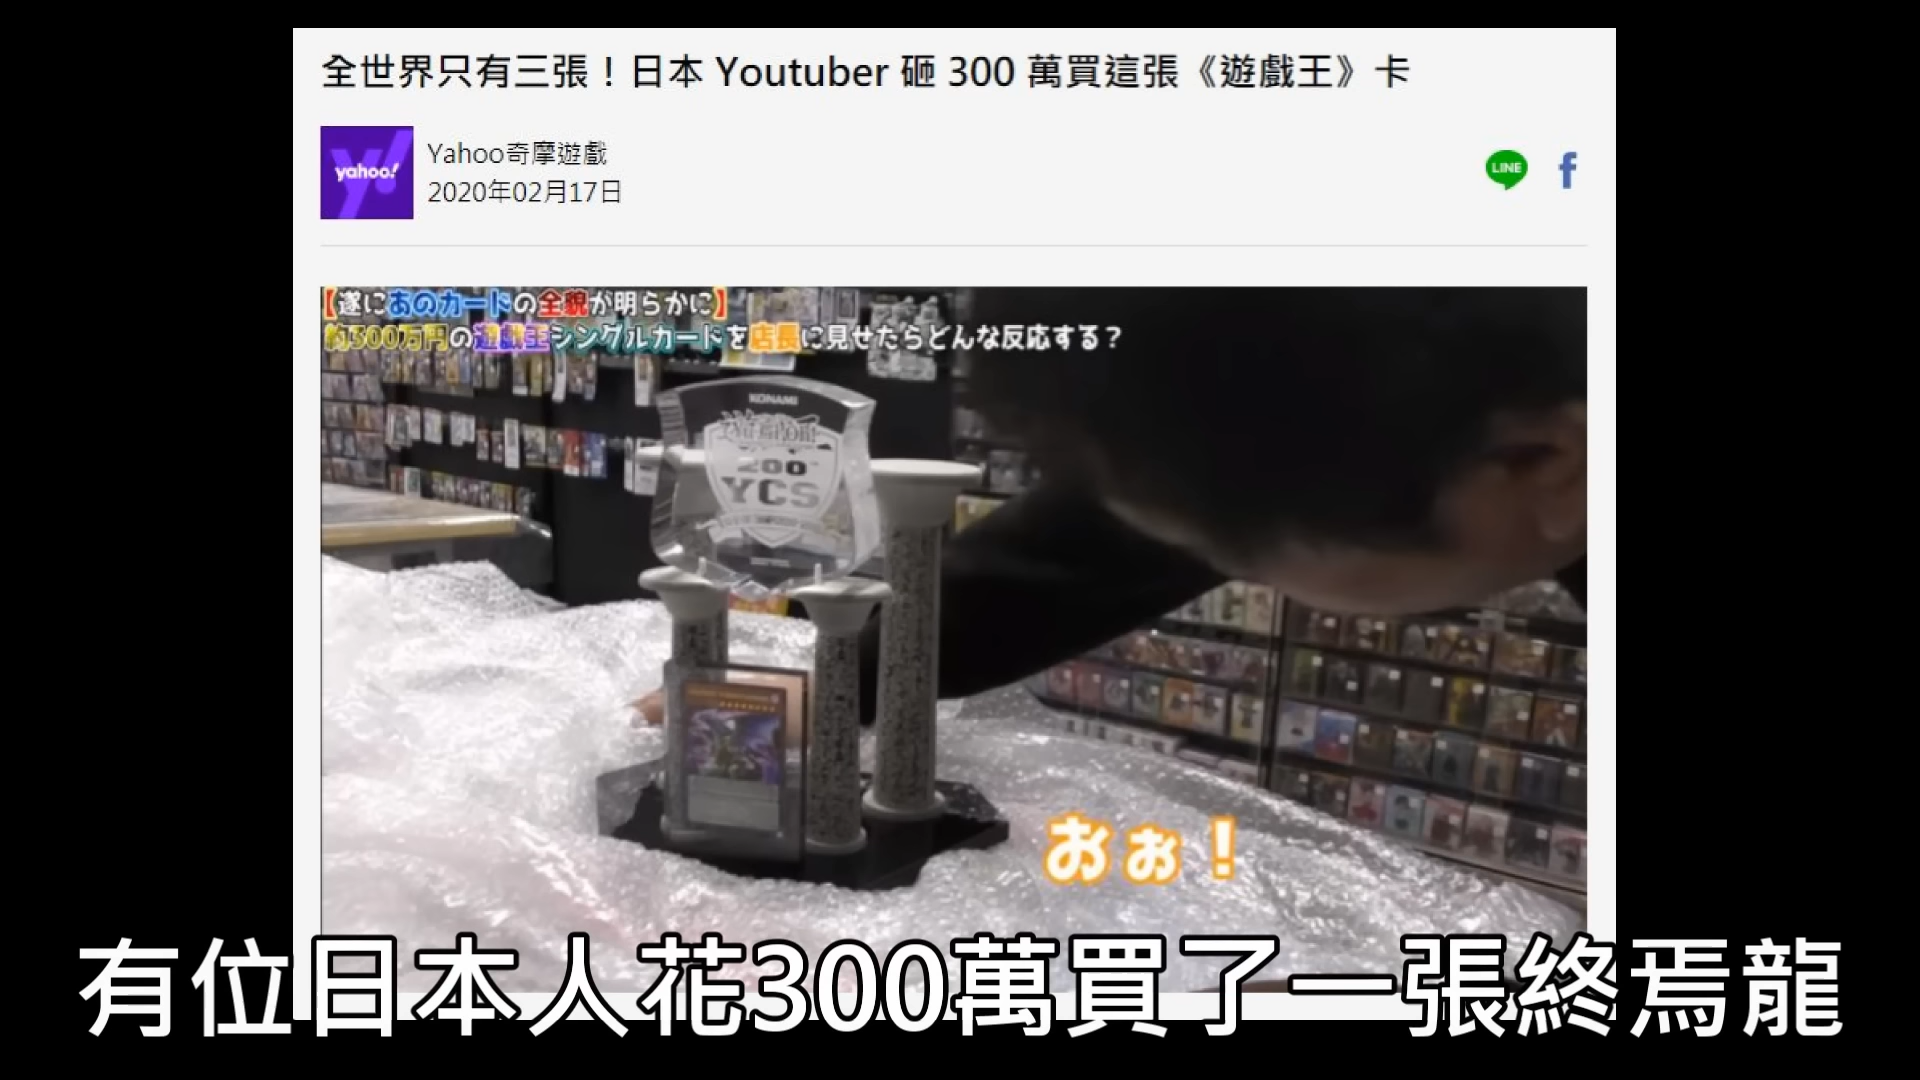 全世界只有三張！日本 Youtuber 砸 300 萬買這張《遊戲王》卡
yahoo!
Yahoo奇摩遊戲
2020年02月17日
LINE
f
【遂にあのカードの全貌が明らかに】
約300万円の遊戯王シングルカードを店長に見せたらどんな反応する？
KONAMI
200
YCS
おぉ！
有位日本人花300萬買了一張終焉龍